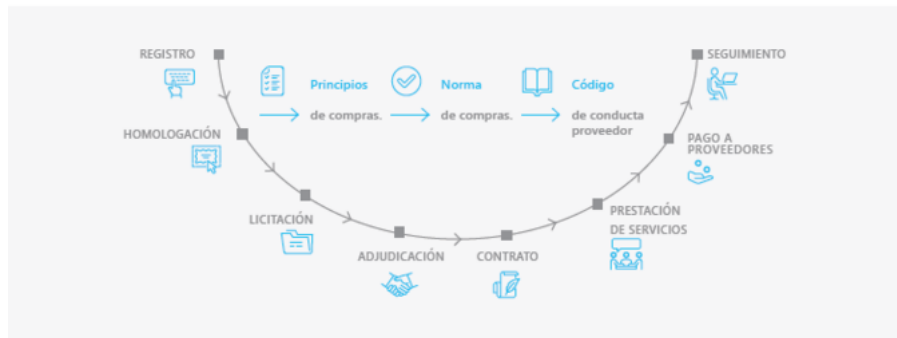 REGISTRO
SEGUIMIENTO
Principios
Norma
Código
de compras.
de compras.
de conducta
proveedor
HOMOLOGACIÓN
PAGO A
PROVEEDORES
LICITACIÓN
PRESTACIÓN
DE SERVICIOS
ADJUDICACIÓN
CONTRATO